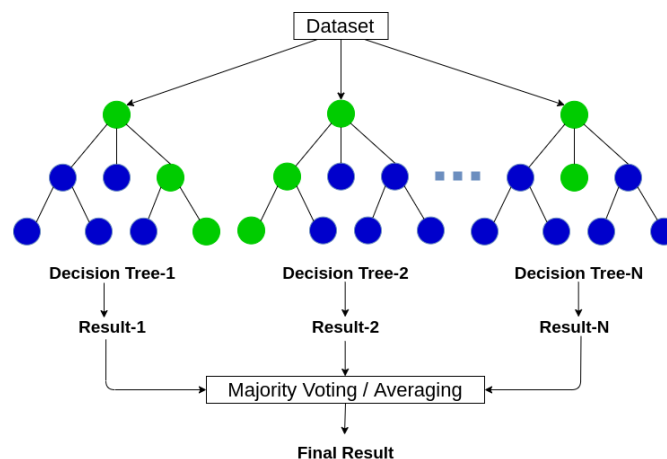 Dataset
Decision Tree-1 Decision Tree-2 Decision Tree-N
Result-1 Result-2 Result-N
Majority Voting / Averaging
Final Result